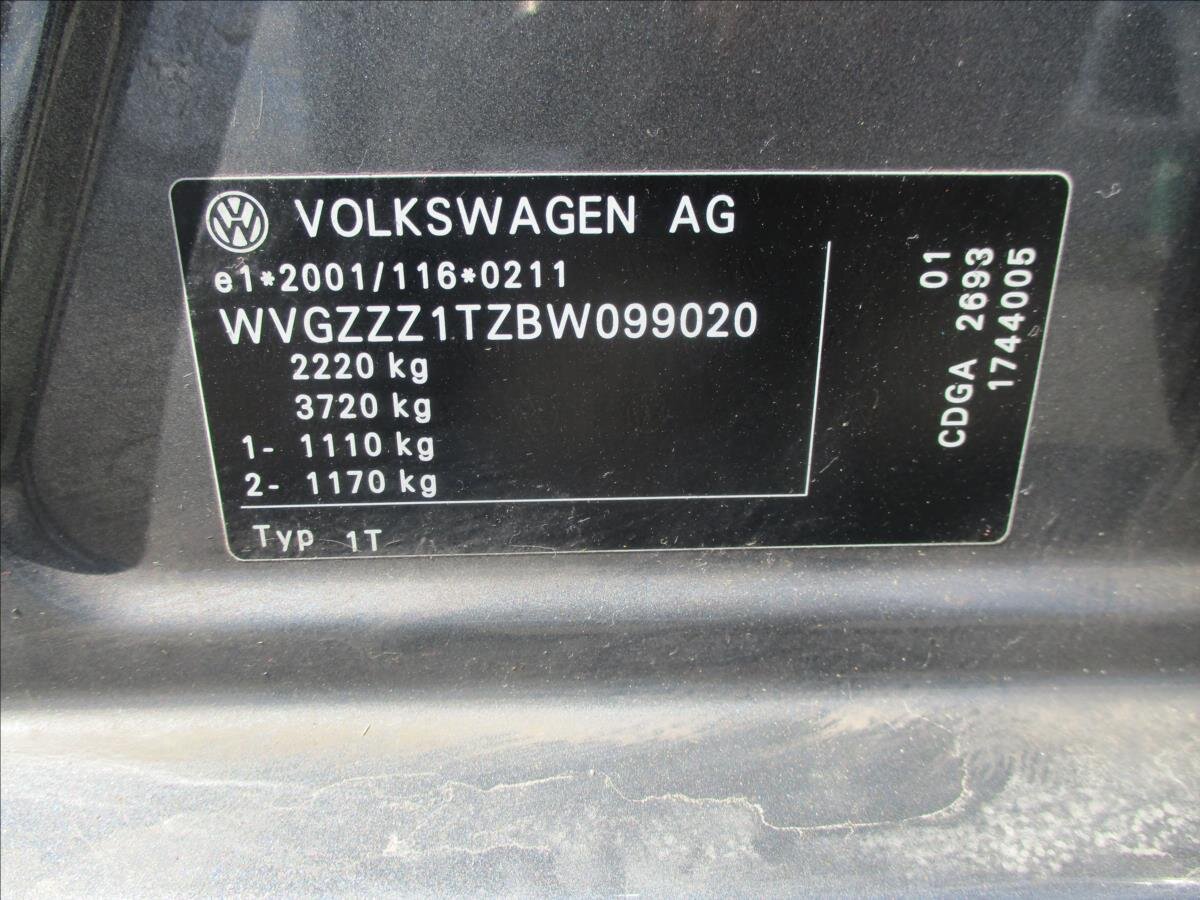 VOLKSWAGEN AG
e1*2001/116*0211
WVGZZZ1TZBW099020
2220 kg
3720 kg
1- 1110 kg
2- 1170 kg
Typ 1T
01
CDGA 2693
1744005